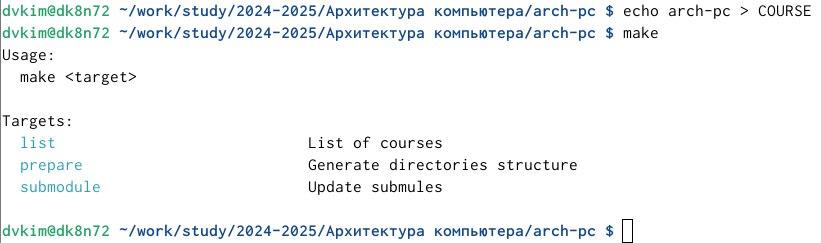 dvkim@dk8n72 ~/work/study/2024-2025/Архитектура компьютера/arch-pc $ echo arch-pc > COURSE
dvkim@dk8n72 ~/work/study/2024-2025/Архитектура компьютера/arch-pc $ make
Usage:
  make <target>

Targets:
  list                            List of courses
  prepare                         Generate directories structure
  submodule                       Update submules

dvkim@dk8n72 ~/work/study/2024-2025/Архитектура компьютера/arch-pc $